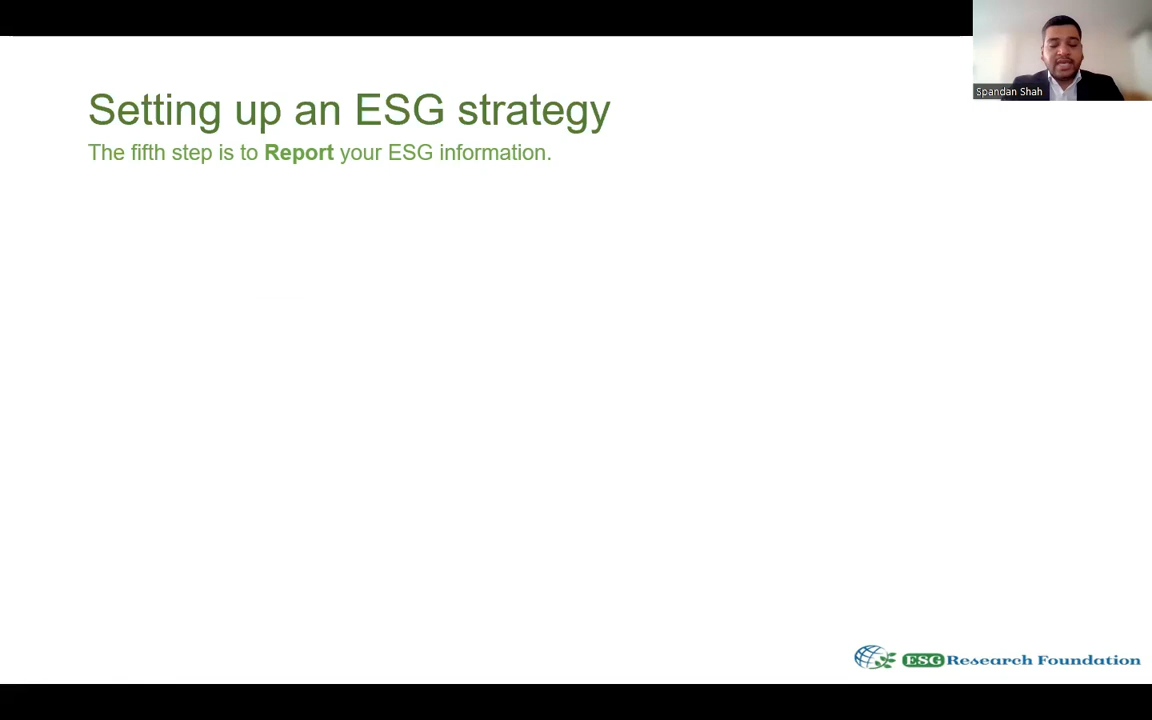 Setting up an ESG strategy
The fifth step is to Report your ESG information.
Spandan Shah
ESG Research Foundation